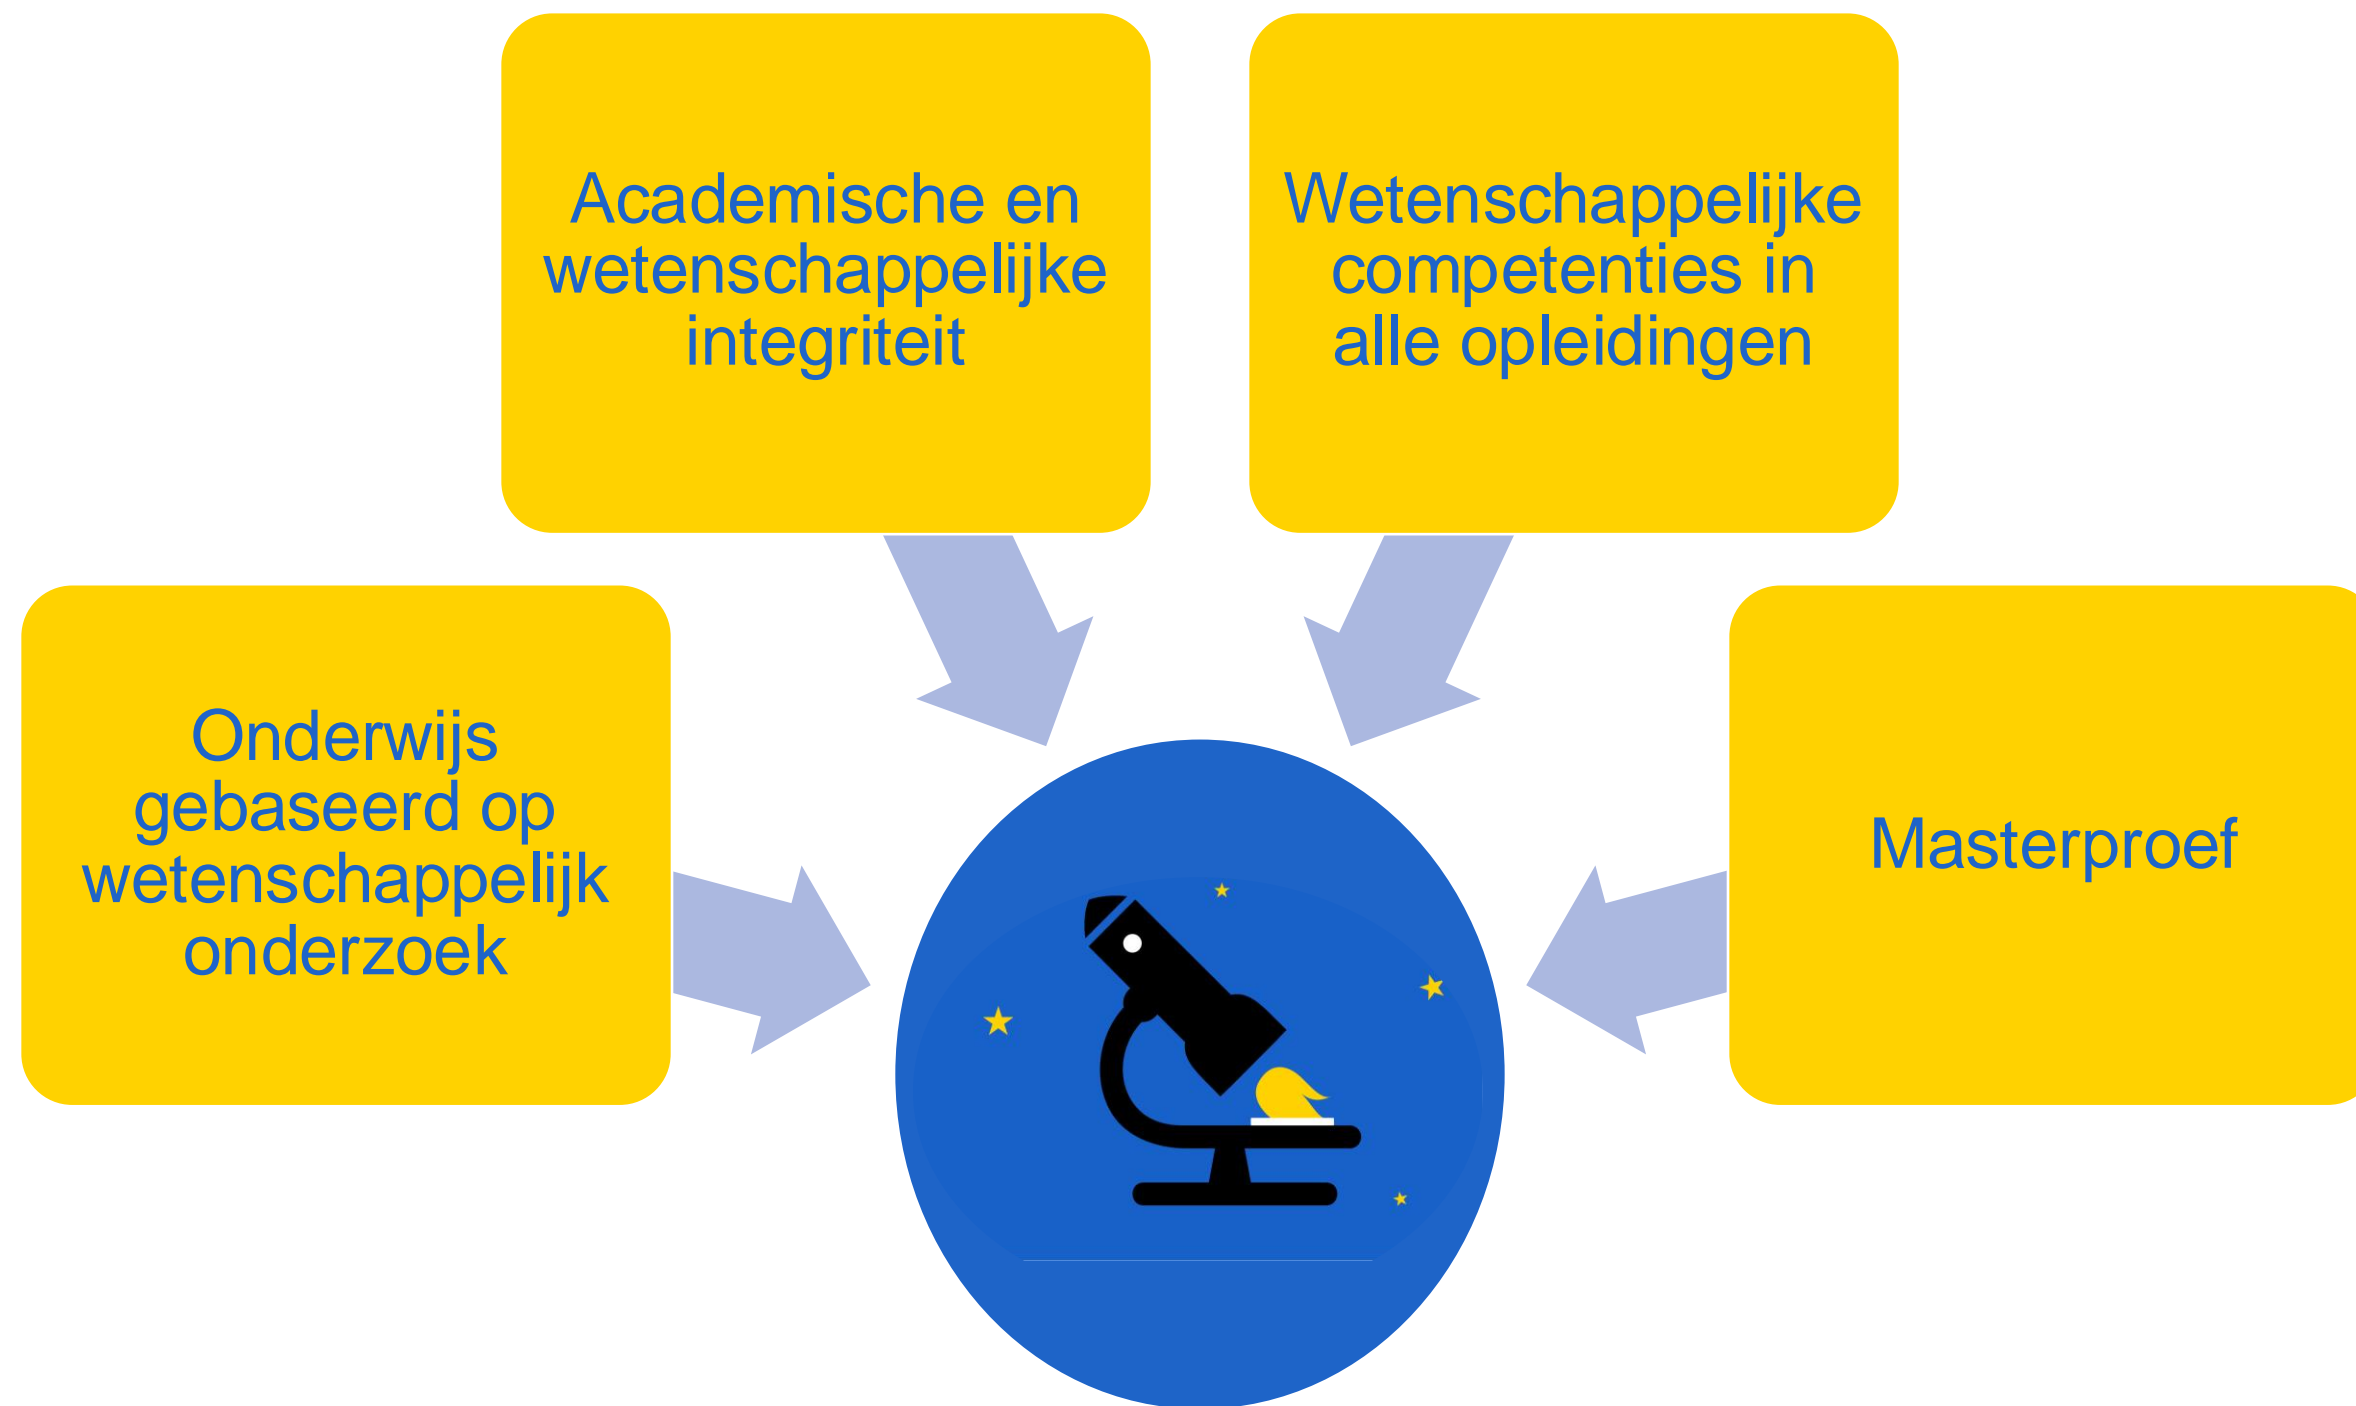 Academische en
wetenschappelijke
integriteit
Wetenschappelijke
competenties in
alle opleidingen
Onderwijs
gebaseerd op
wetenschappelijk
onderzoek
Masterproef